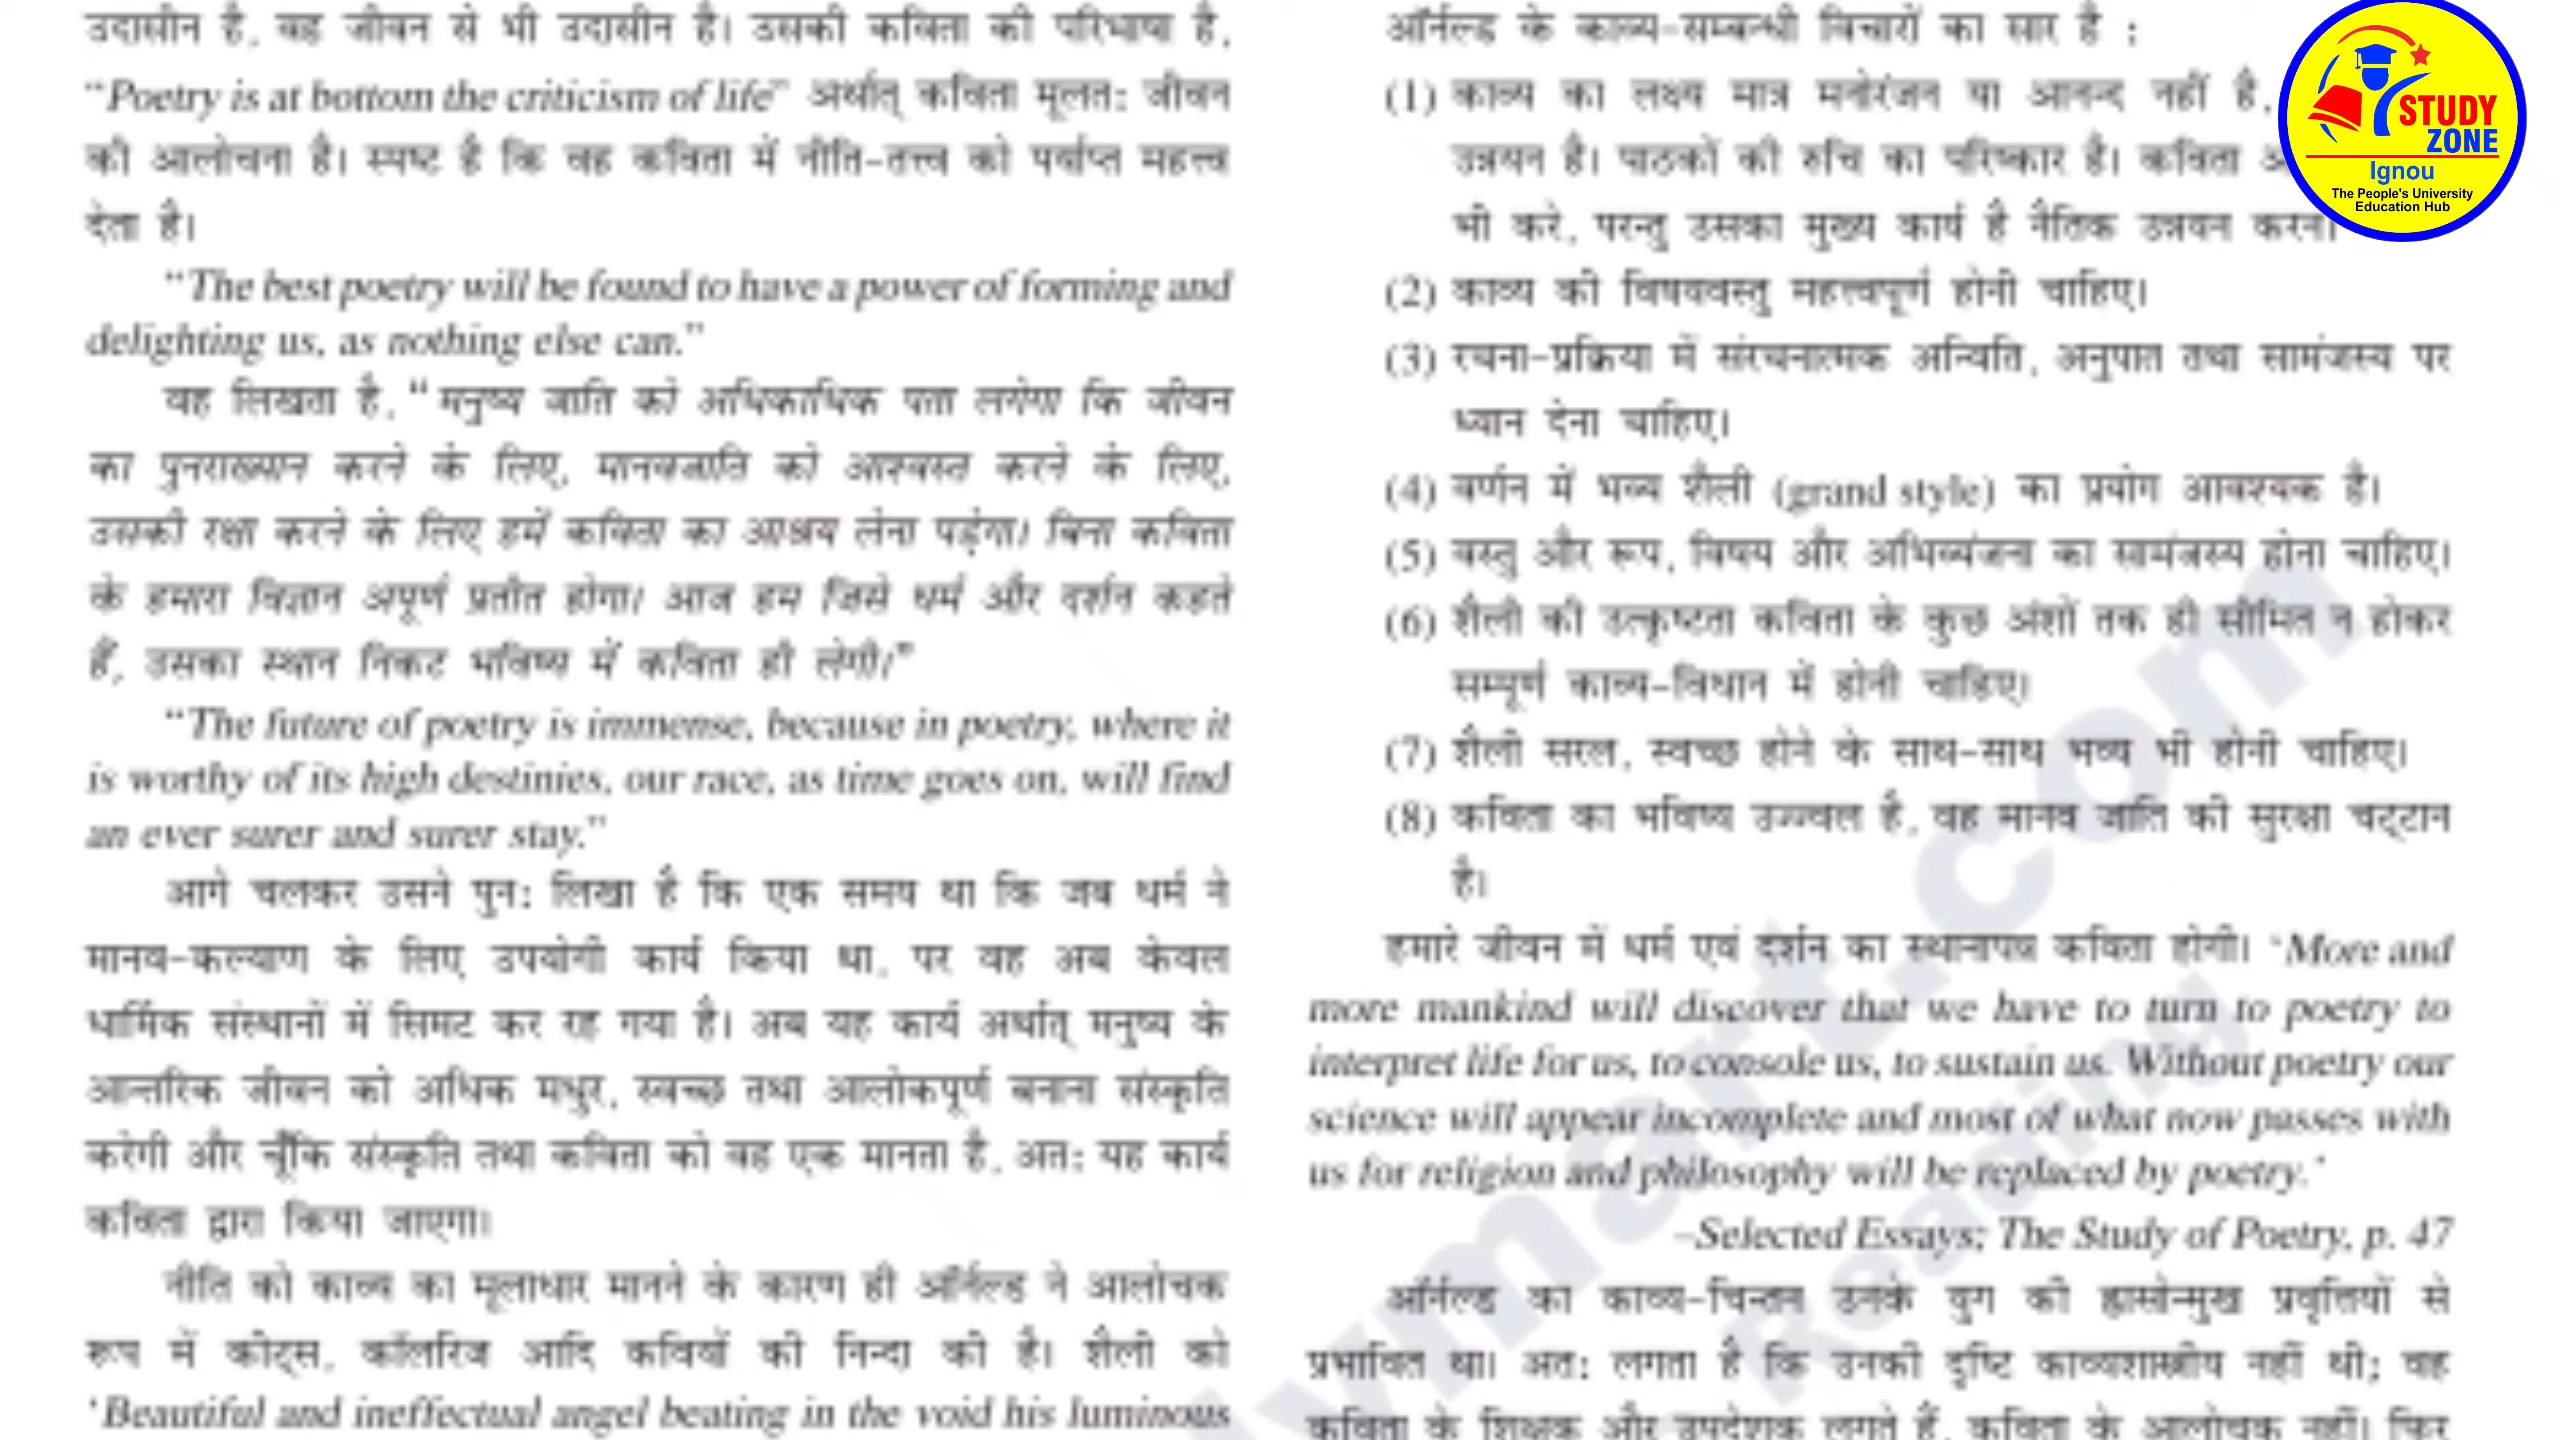 उदासीन है, वह जीवन से भी उदासीन है। उसकी कविता की परिभाषा है,
“Poetry is at bottom the criticism of life” अर्थात् कविता मूलतः जीवन
की आलोचना है। स्पष्ट है कि वह कविता में नीति-तत्त्व को पर्याप्त महत्त्व
देता है।
“The best poetry will be found to have a power of forming and
delighting us, as nothing else can.”
वह लिखता है, “मनुष्य जाति को अधिकाधिक पता लगेगा कि जीवन
का पुनराख्यान करने के लिए, मानवजाति को आश्वस्त करने के लिए,
उसकी रक्षा करने के लिए हमें कविता का आश्रय लेना पड़ेगा। बिना कविता
के हमारा विज्ञान अपूर्ण प्रतीत होगा। आज हम जिसे धर्म और दर्शन कहते
हैं, उसका स्थान निकट भविष्य में कविता ही लेगी।”
“The future of poetry is immense, because in poetry, where it
is worthy of its high destinies, our race, as time goes on, will find
an ever surer and surer stay.”
आगे चलकर उसने पुनः लिखा है कि एक समय था कि जब धर्म ने
मानव-कल्याण के लिए उपयोगी कार्य किया था, पर वह अब केवल
धार्मिक संस्थानों में सिमट कर रह गया है। अब यह कार्य अर्थात् मनुष्य के
आन्तरिक जीवन को अधिक मधुर, स्वच्छ तथा आलोकपूर्ण बनाना संस्कृति
करेगी और चूँकि संस्कृति तथा कविता को वह एक मानता है, अतः यह कार्य
कविता द्वारा किया जाएगा।
नीति को काव्य का मूलाधार मानने के कारण ही ऑर्नल्ड ने आलोचक
रूप में कीट्स, कॉलरिज आदि कवियों की निन्दा की है। शैली को
‘Beautiful and ineffectual angel beating in the void his luminous
ऑर्नल्ड के काव्य-सम्बन्धी विचारों का सार है :
(1) काव्य का लक्ष्य मात्र मनोरंजन या आनन्द नहीं है,
उन्नयन है। पाठकों की रुचि का परिष्कार है। कविता
भी करे, परन्तु उसका मुख्य कार्य है नैतिक उन्नयन करना
(2) काव्य की विषयवस्तु महत्त्वपूर्ण होनी चाहिए।
(3) रचना-प्रक्रिया में संरचनात्मक अन्विति, अनुपात तथा सामंजस्य पर
ध्यान देना चाहिए।
(4) वर्णन में भव्य शैली (grand style) का प्रयोग आवश्यक है।
(5) वस्तु और रूप, विषय और अभिव्यंजना का सामंजस्य होना चाहिए।
(6) शैली की उत्कृष्टता कविता के कुछ अंशों तक ही सीमित न होकर
सम्पूर्ण काव्य-विधान में होनी चाहिए।
(7) शैली सरल, स्वच्छ होने के साथ-साथ भव्य भी होनी चाहिए।
(8) कविता का भविष्य उज्ज्वल है, वह मानव जाति की सुरक्षा चट्टान
है।
हमारे जीवन में धर्म एवं दर्शन का स्थानापन्न कविता होगी। ‘More and
more mankind will discover that we have to turn to poetry to
interpret life for us, to console us, to sustain us. Without poetry our
science will appear incomplete and most of what now passes with
us for religion and philosophy will be replaced by poetry.’
–Selected Essays; The Study of Poetry, p. 47
ऑर्नल्ड का काव्य-चिन्तन उनके युग की ह्रासोन्मुख प्रवृत्तियों से
प्रभावित था। अतः लगता है कि उनकी दृष्टि काव्यशास्त्रीय नहीं थी; वह
कविता के शिक्षक और उपदेशक लगते हैं, कविता के आलोचक नहीं। फिर
STUDY
ZONE
Ignou
The People's University
Education Hub